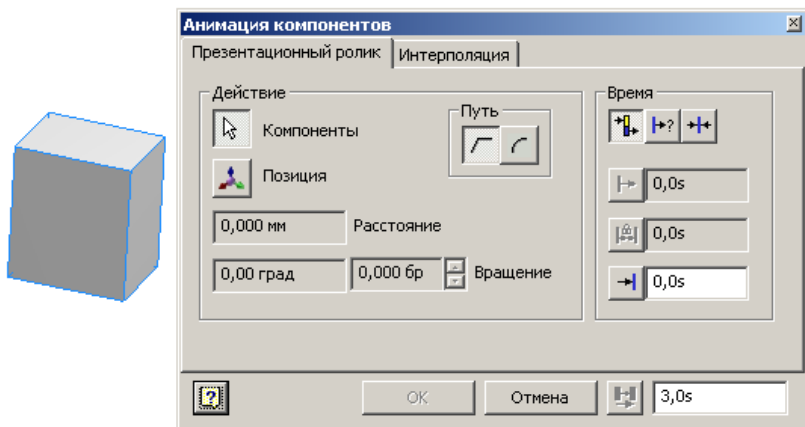 Анимация компонентов
Презентационный ролик Интерполяция
Действие
Время
Путь
Компоненты
?
Позиция
0,000 мм Расстояние
0,0s
0,0s
0,00 град 0,000 бр Вращение
0,0s
? OK Отмена 3,0s